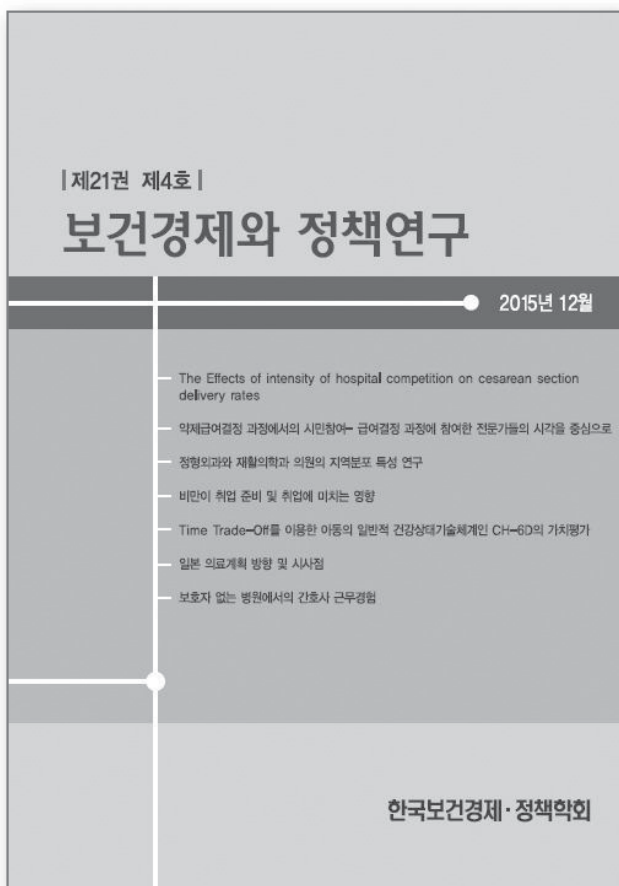 |제21권 제4호|
보건경제와 정책연구
2015년 12월
The Effects of intensity of hospital competition on cesarean section
delivery rates
약제급여결정 과정에서의 시민참여- 급여결정 과정에 참여한 전문가들의 시각을 중심으로
정형외과와 재활의학과 의원의 지역분포 특성 연구
비만이 취업 준비 및 취업에 미치는 영향
Time Trade-Off를 이용한 아동의 일반적 건강상태기술체계인 CH-6D의 가치평가
일본 의료계획 방향 및 시사점
보호자 없는 병원에서의 간호사 근무경험
한국보건경제·정책학회